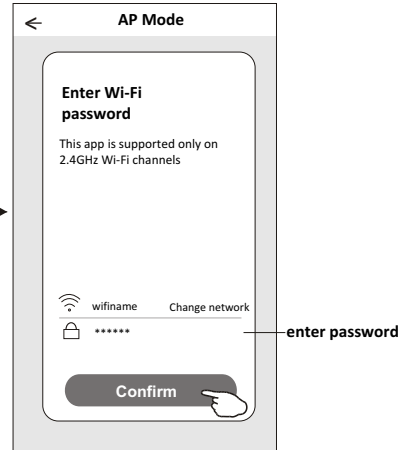 AP Mode
Enter Wi-Fi
password
This app is supported only on
2.4GHz Wi-Fi channels
wifiname Change network
****** enter password
Confirm